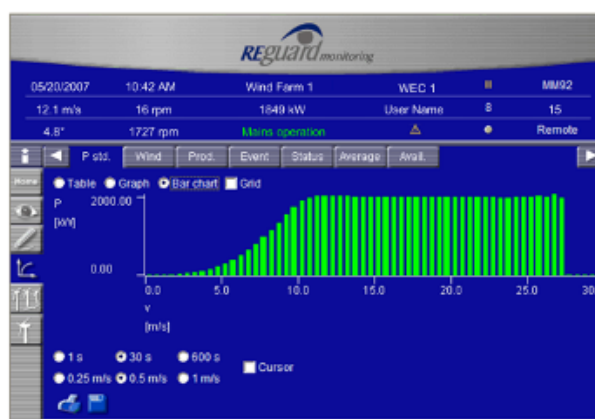 REguard monitoring
05/20/2007 10:42 AM Wind Farm 1 WEC 1 MM92
12.1 m/s 16 rpm 1849 kW User Name 8 15
4.8° 1727 rpm Mains operation Remote
P std. Wind Prod. Event Status Average Avail.
Home
Table Graph Bar chart Grid
P 2000.00
[kW]
0.00
0.0 5.0 10.0 15.0 20.0 25.0 30
v
[m/s]
1 s 30 s 600 s
Cursor
0.25 m/s 0.5 m/s 1 m/s